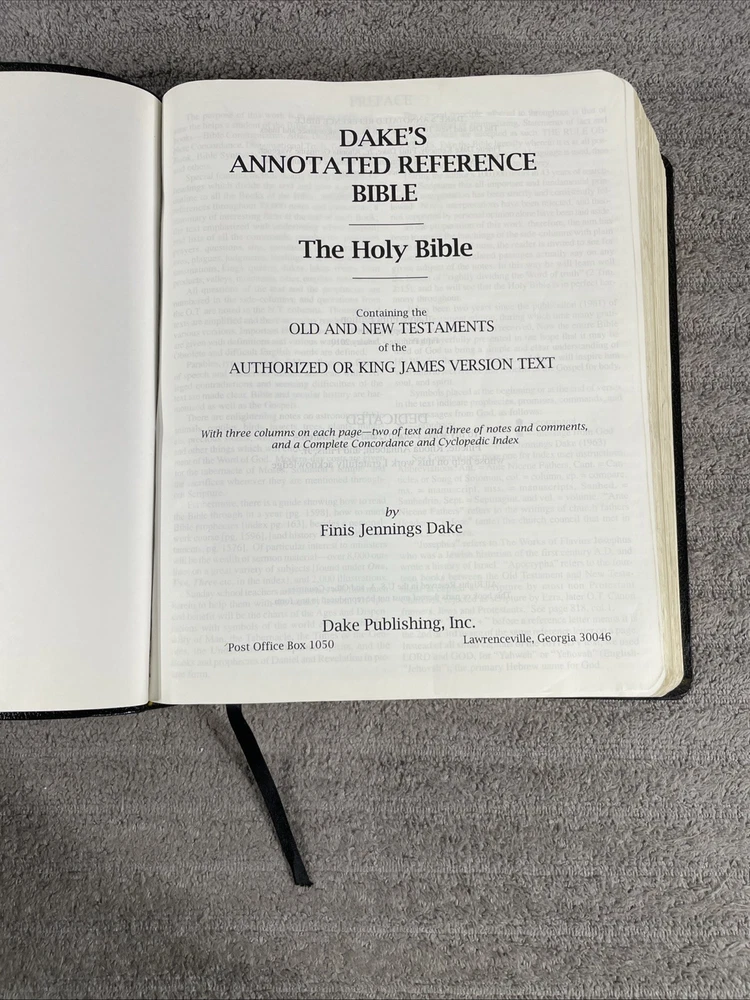 DAKE'S
ANNOTATED REFERENCE
BIBLE
The Holy Bible
Containing the
OLD AND NEW TESTAMENTS
of the
AUTHORIZED OR KING JAMES VERSION TEXT
With three columns on each page—two of text and three of notes and comments,
and a Complete Concordance and Cyclopedic Index
by
Finis Jennings Dake
Dake Publishing, Inc.
Post Office Box 1050 Lawrenceville, Georgia 30046